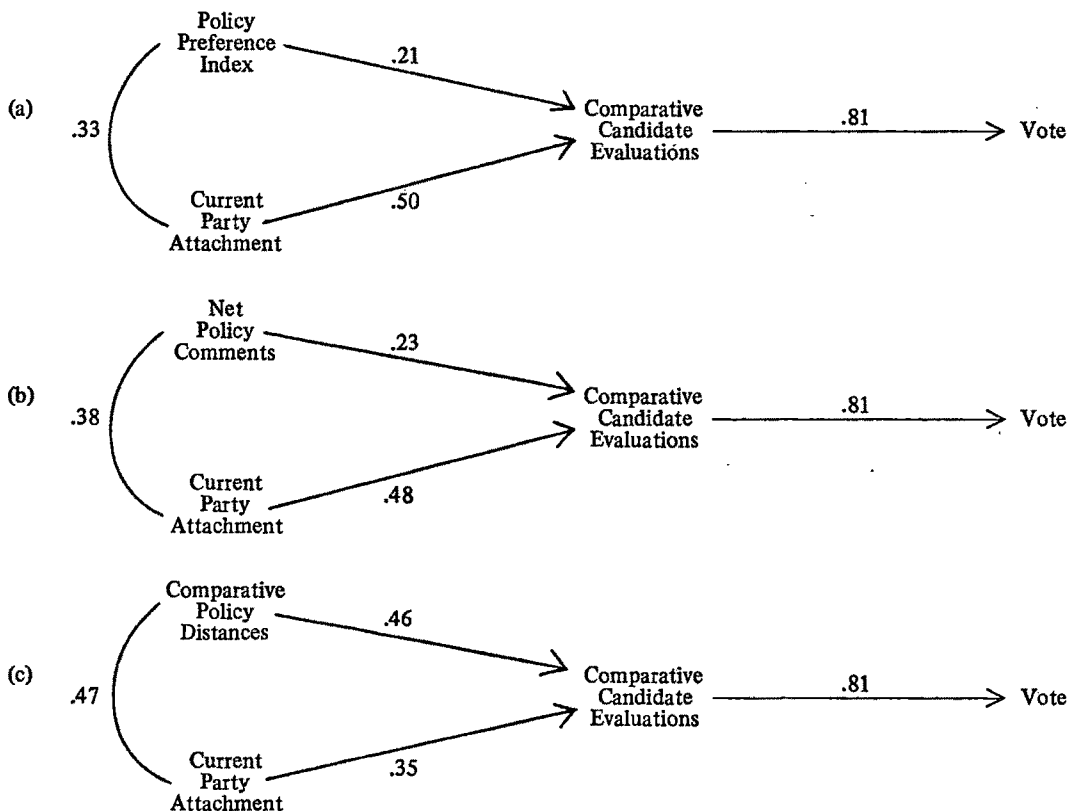 Policy
Preference
Index
.21
(a)
.33
Comparative
Candidate
Evaluations
.81
Vote
Current
Party
Attachment
.50
Net
Policy
Comments
.23
(b)
.38
Comparative
Candidate
Evaluations
.81
Vote
Current
Party
Attachment
.48
Comparative
Policy
Distances
.46
(c)
.47
Comparative
Candidate
Evaluations
.81
Vote
Current
Party
Attachment
.35